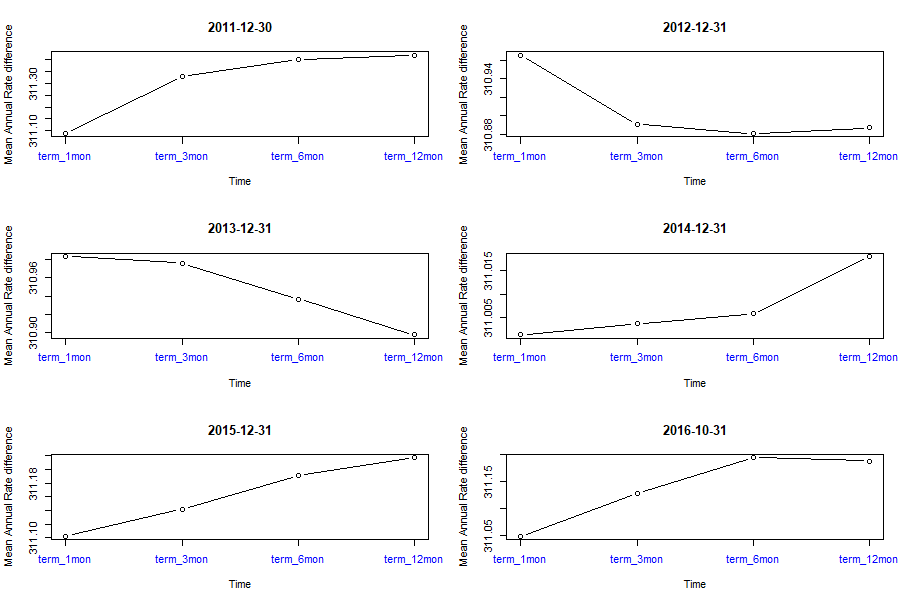 2011-12-30
Mean Annual Rate difference
311.30
311.10
term_1mon term_3mon term_6mon term_12mon
Time
2012-12-31
Mean Annual Rate difference
310.94
310.88
term_1mon term_3mon term_6mon term_12mon
Time
2013-12-31
Mean Annual Rate difference
310.96
310.90
term_1mon term_3mon term_6mon term_12mon
Time
2014-12-31
Mean Annual Rate difference
311.015
311.005
term_1mon term_3mon term_6mon term_12mon
Time
2015-12-31
Mean Annual Rate difference
311.18
311.10
term_1mon term_3mon term_6mon term_12mon
Time
2016-10-31
Mean Annual Rate difference
311.15
311.05
term_1mon term_3mon term_6mon term_12mon
Time